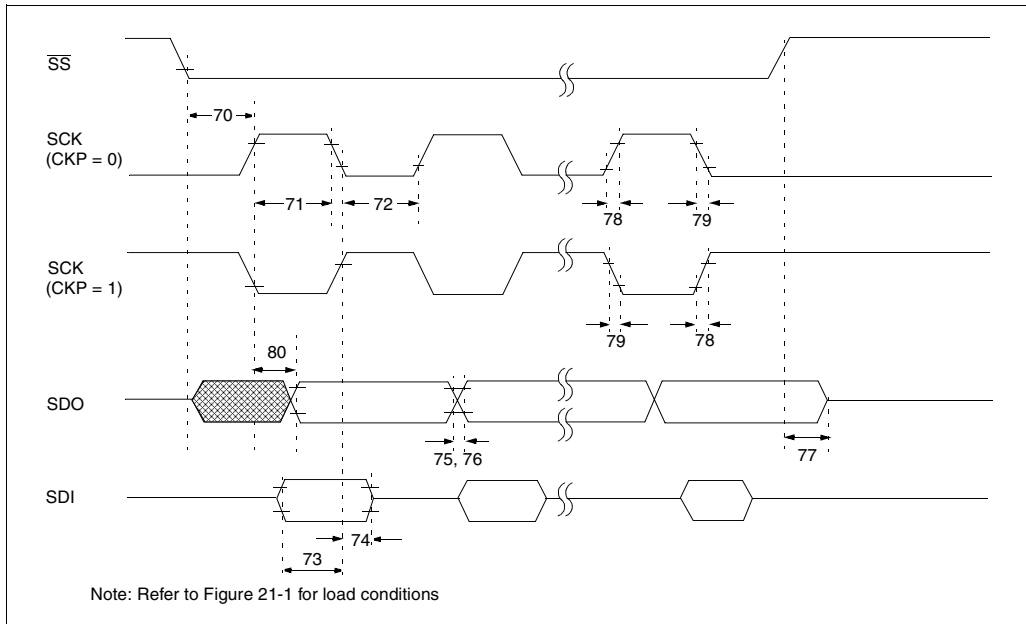 SS
70
SCK
(CKP = 0)
71
72
78
79
SCK
(CKP = 1)
79
78
80
SDO
75, 76
77
SDI
74
73
Note: Refer to Figure 21-1 for load conditions